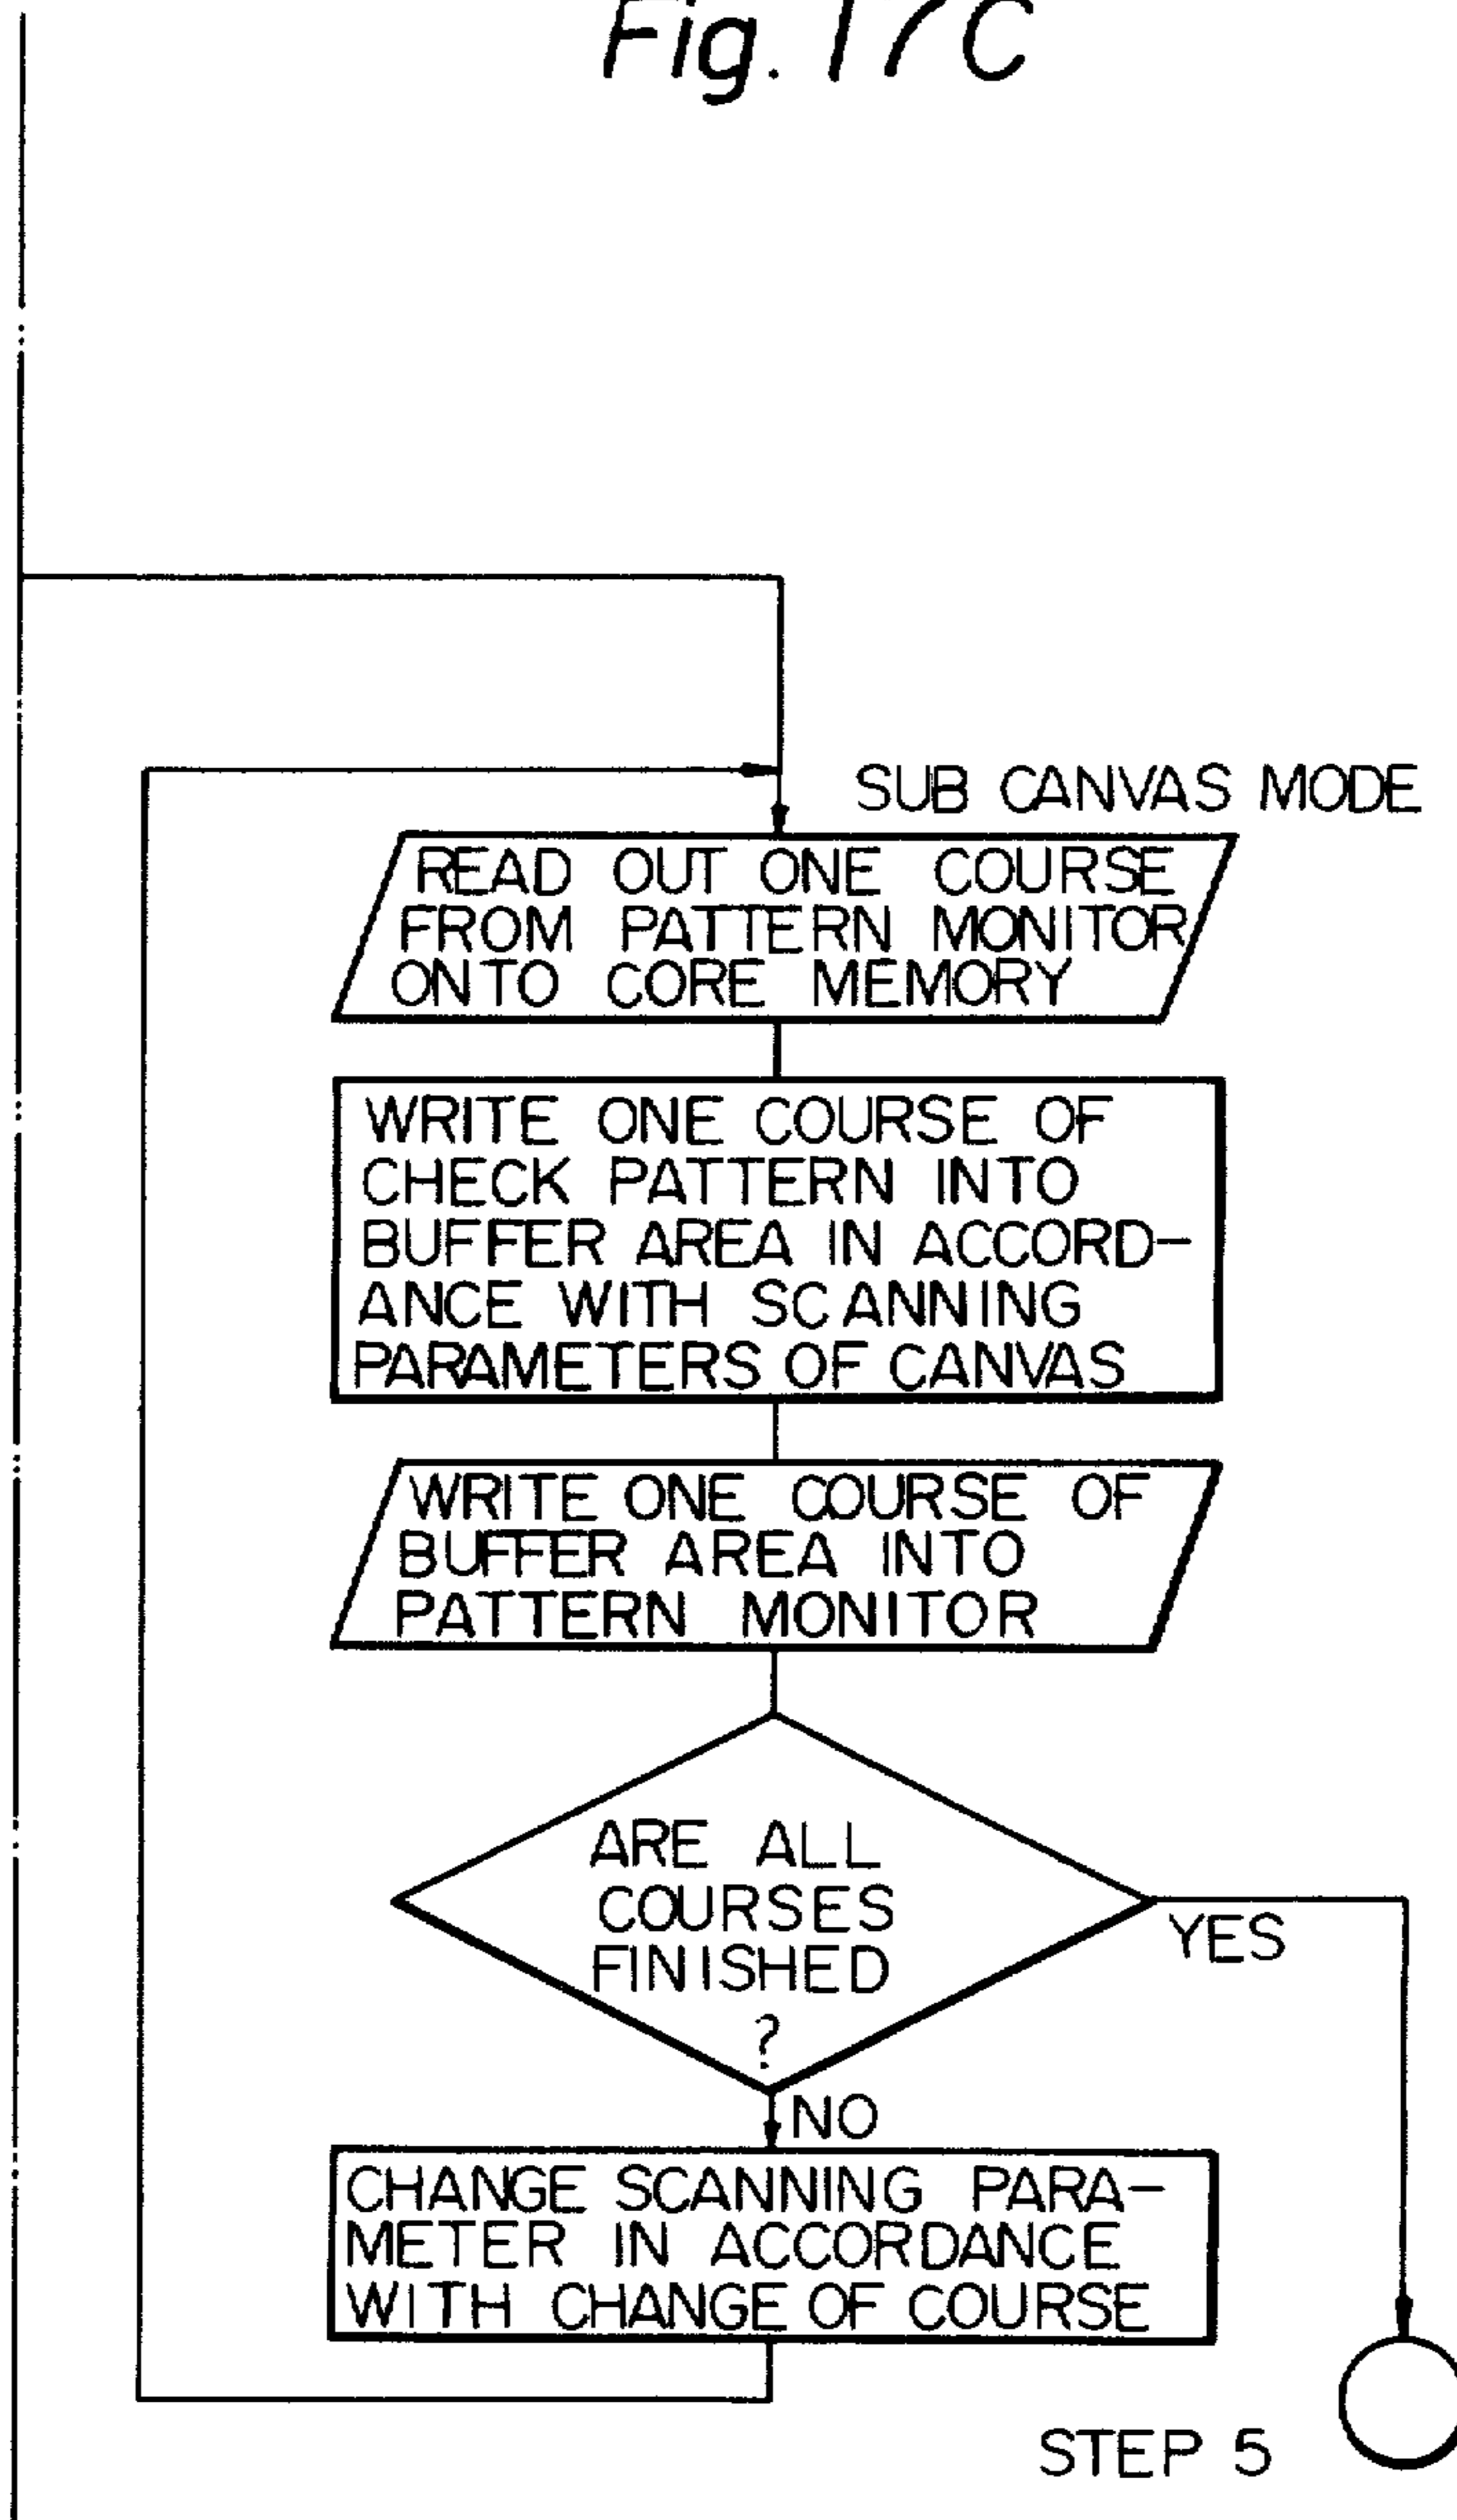 Fig. 17C
SUB CANVAS MODE
READ OUT ONE COURSE
FROM PATTERN MONITOR
ONTO CORE MEMORY
WRITE ONE COURSE OF
CHECK PATTERN INTO
BUFFER AREA IN ACCORD-
ANCE WITH SCANNING
PARAMETERS OF CANVAS
WRITE ONE COURSE OF
BUFFER AREA INTO
PATTERN MONITOR
ARE ALL
COURSES
FINISHED
?
YES
NO
CHANGE SCANNING PARA-
METER IN ACCORDANCE
WITH CHANGE OF COURSE
STEP 5